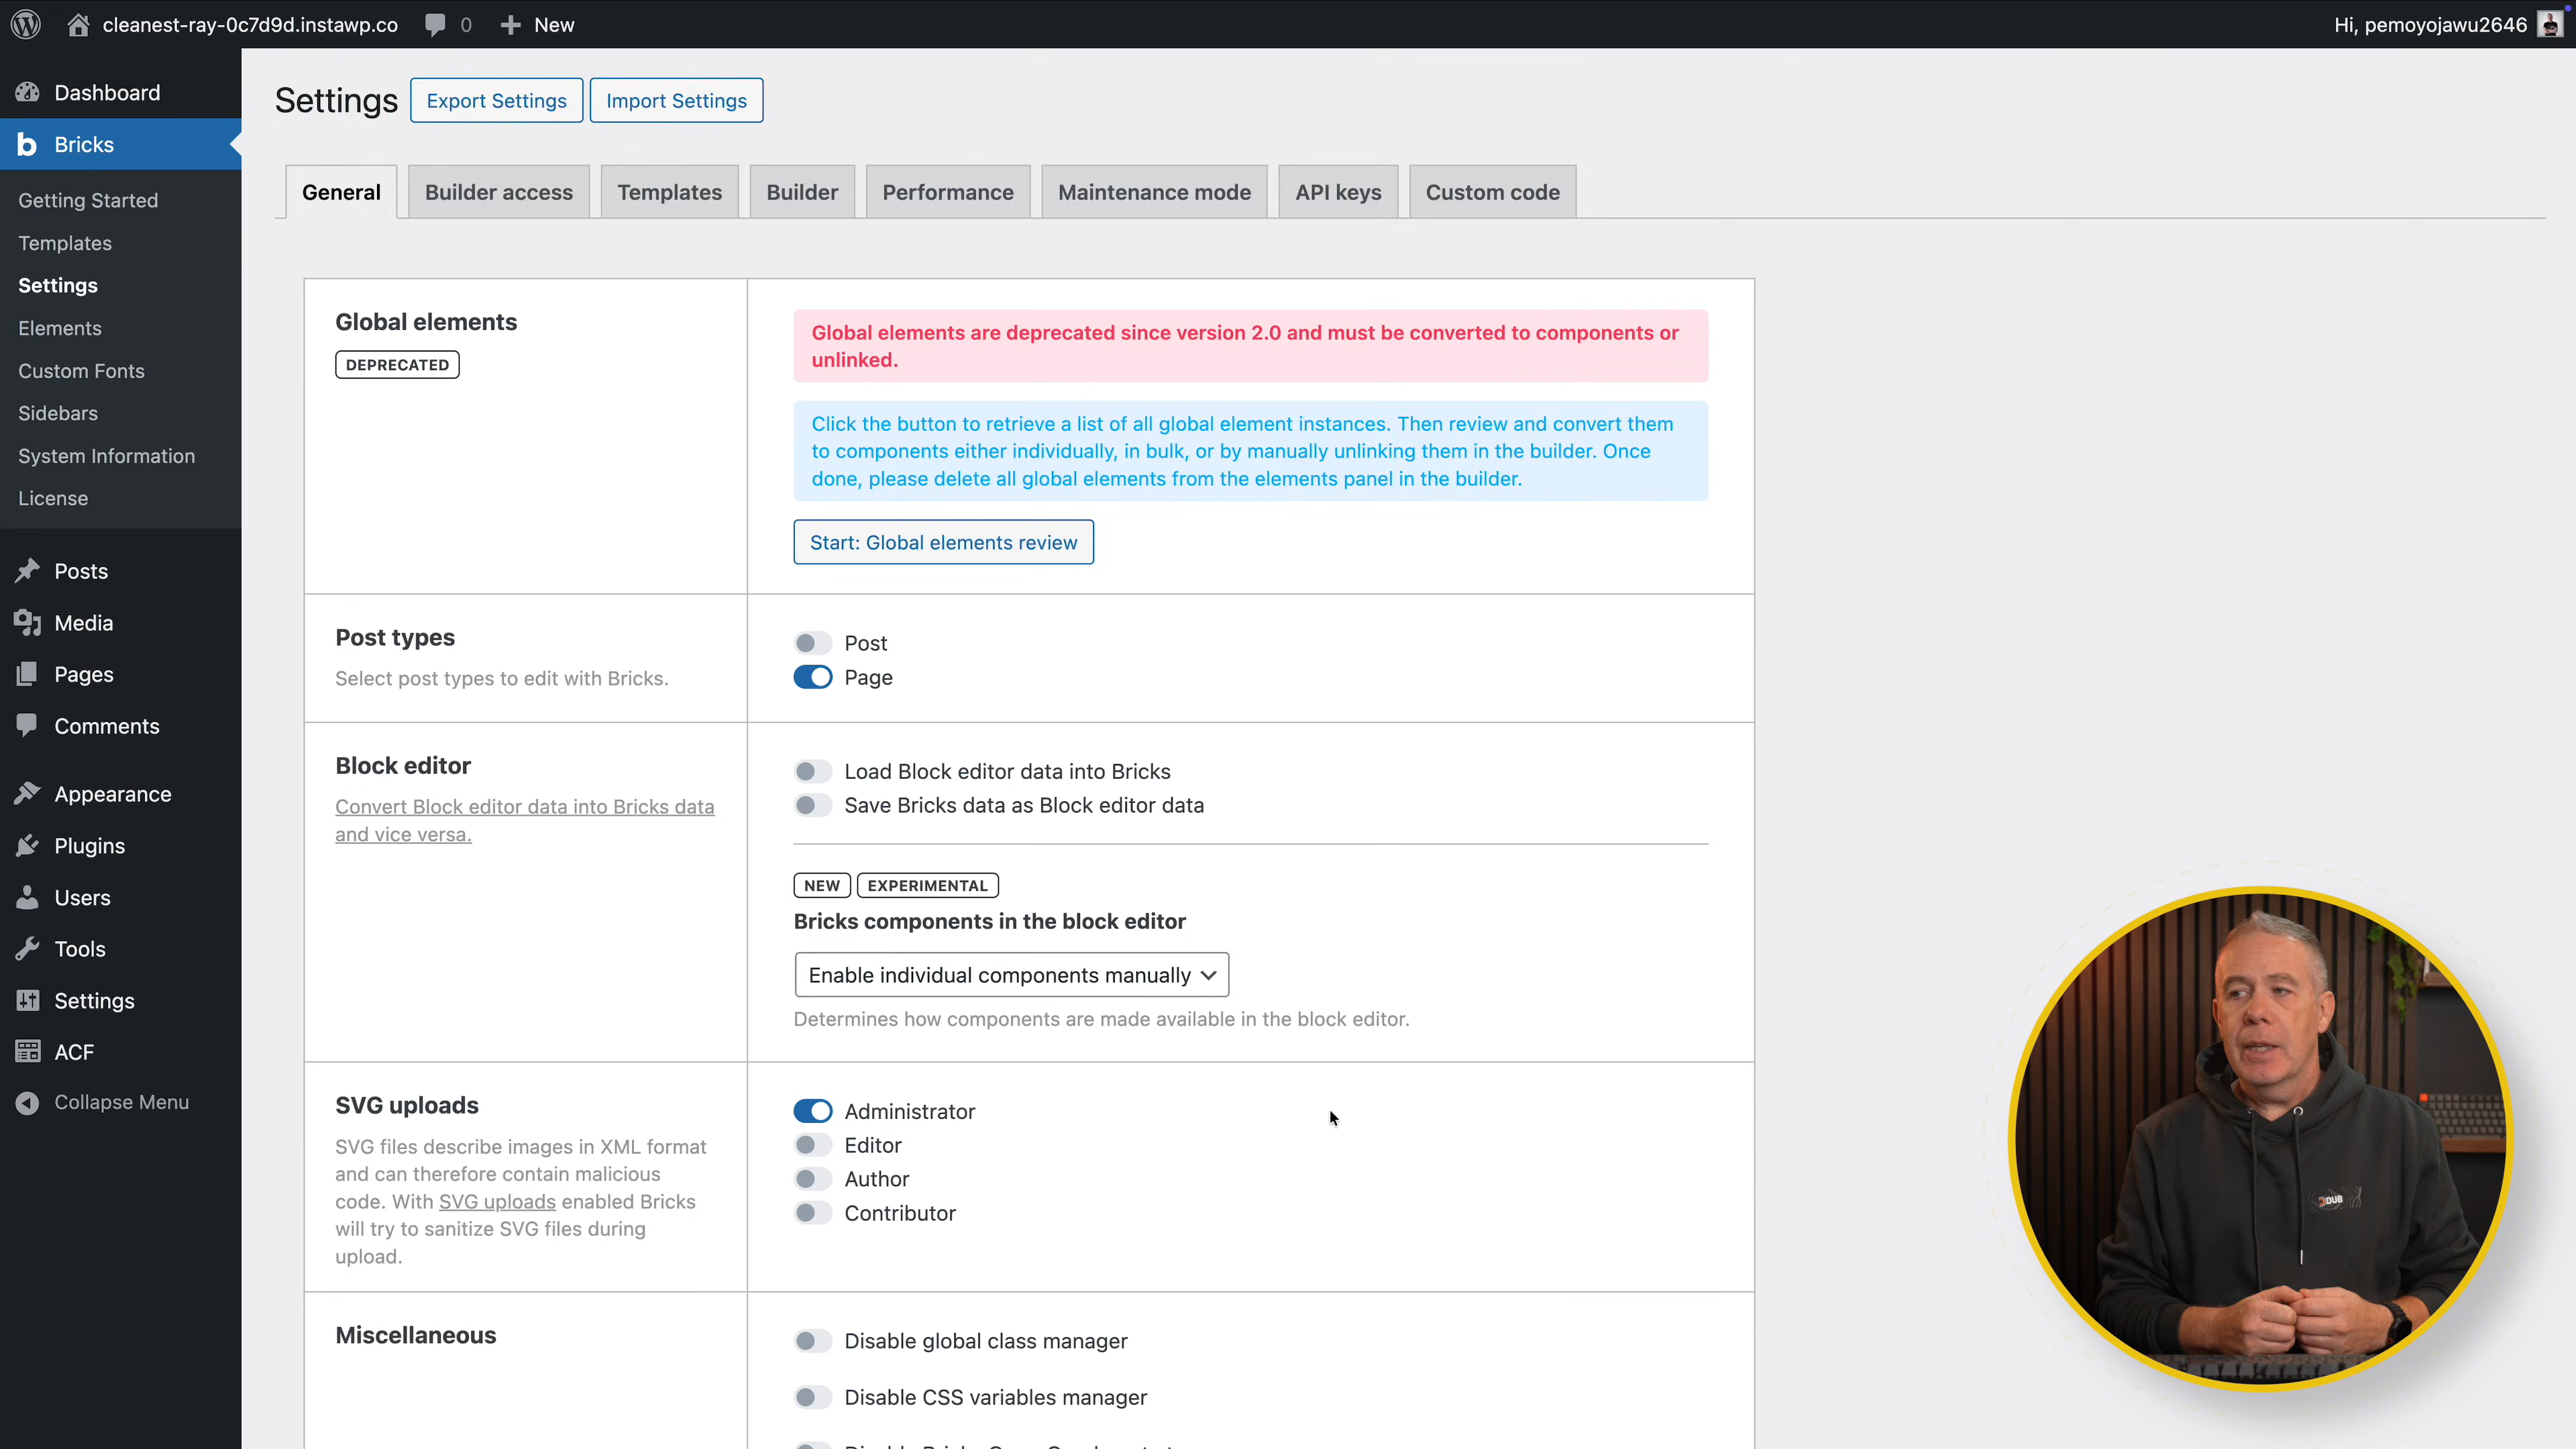 cleanest-ray-0c7d9d.instawp.co
0
New
Hi, pemoyojawu2646
Dashboard
Bricks
Getting Started
Templates
Settings
Elements
Custom Fonts
Sidebars
System Information
License
Posts
Media
Pages
Comments
Appearance
Plugins
Users
Tools
Settings
ACF
Collapse Menu
Settings
Export Settings
Import Settings
General
Builder access
Templates
Builder
Performance
Maintenance mode
API keys
Custom code
Global elements
DEPRECATED
Global elements are deprecated since version 2.0 and must be converted to components or
unlinked.
Click the button to retrieve a list of all global element instances. Then review and convert them
to components either individually, in bulk, or by manually unlinking them in the builder. Once
done, please delete all global elements from the elements panel in the builder.
Start: Global elements review
Post types
Select post types to edit with Bricks.
Post
Page
Block editor
Convert Block editor data into Bricks data
and vice versa.
Load Block editor data into Bricks
Save Bricks data as Block editor data
NEW
EXPERIMENTAL
Bricks components in the block editor
Enable individual components manually
Determines how components are made available in the block editor.
SVG uploads
SVG files describe images in XML format
and can therefore contain malicious
code. With SVG uploads enabled Bricks
will try to sanitize SVG files during
upload.
Administrator
Editor
Author
Contributor
Miscellaneous
Disable global class manager
Disable CSS variables manager
DUB